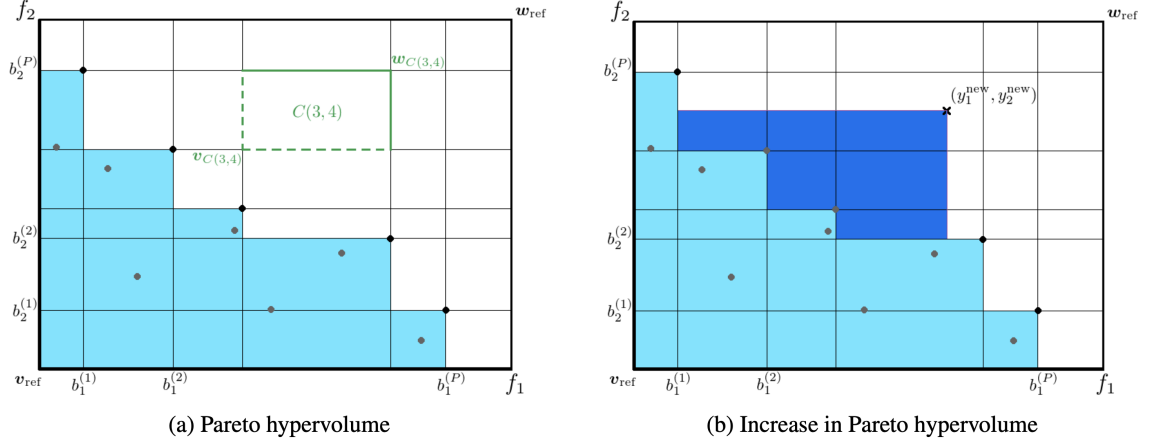 f₂
w_ref
b₂^(P)
w_C(3,4)
C(3,4)
v_C(3,4)
b₂^(2)
b₂^(1)
v_ref
b₁^(1)
b₁^(2)
b₁^(P)
f₁
(a) Pareto hypervolume
f₂
w_ref
b₂^(P)
(y₁^new, y₂^new)
b₂^(2)
b₂^(1)
v_ref
b₁^(1)
b₁^(2)
b₁^(P)
f₁
(b) Increase in Pareto hypervolume